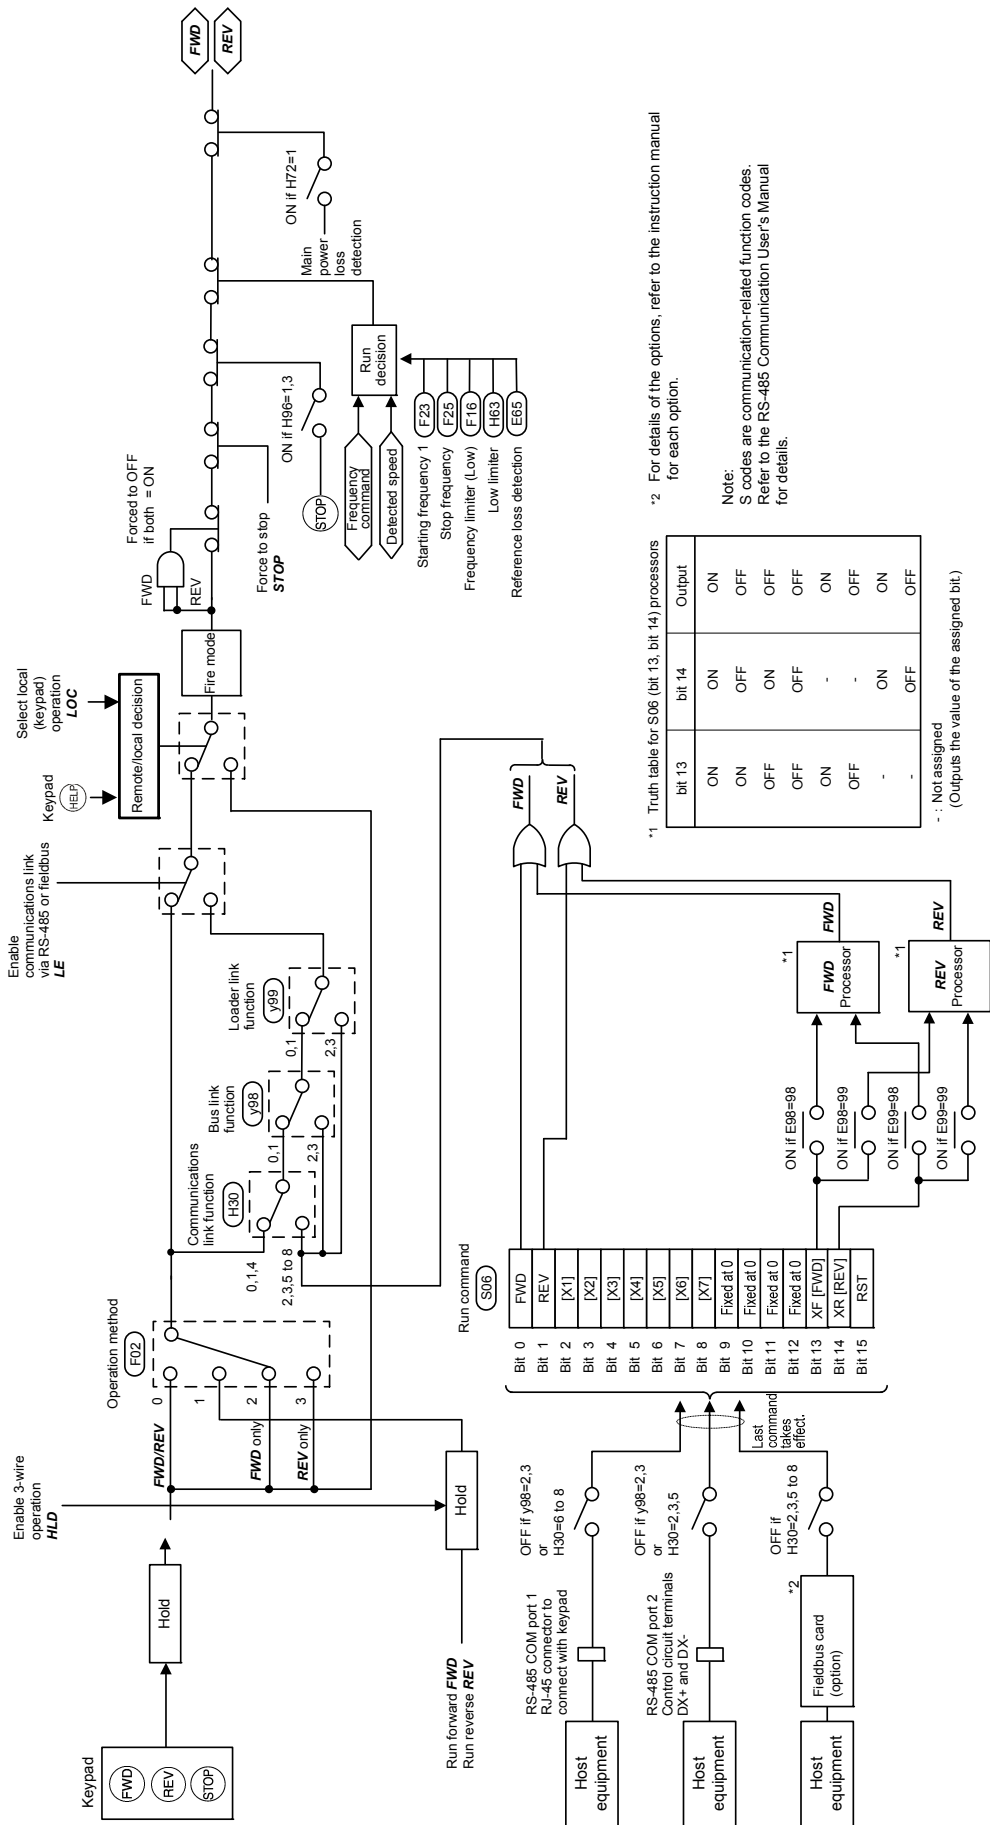 Keypad
FWD
REV
STOP
Hold
Enable 3-wire
operation
HLD
Run forward FWD
Run reverse REV
Hold
FWD/REV
FWD only
REV only
Operation method
F02
0
1
2
3
Communications
link function
H30
0,1,4
2,3,5 to 8
Bus link
function
y98
0,1
2,3
Loader link
function
y99
0,1
2,3
Enable
communications link
via RS-485 or fieldbus
LE
Keypad
HELP
Select local
(keypad)
operation
LOC
Remote/local decision
Fire mode
FWD
REV
Forced to OFF
if both = ON
Force to stop
STOP
ON if H96=1,3
STOP
Frequency
command
Detected speed
Run
decision
Starting frequency 1
F23
Stop frequency
F25
Frequency limiter (Low)
F16
Low limiter
H63
Reference loss detection
E65
Main
power
loss
detection
ON if H72=1
FWD
REV
Host
equipment
RS-485 COM port 1
RJ-45 connector to
connect with keypad
OFF if y98=2,3
or
H30=6 to 8
Host
equipment
RS-485 COM port 2
Control circuit terminals
DX+ and DX-
OFF if y98=2,3
or
H30=2,3,5
Host
equipment
Fieldbus card
(option)
*2
OFF if
H30=2,3,5 to 8
Last
command
takes
effect.
Run command
S06
Bit 0 FWD
Bit 1 REV
Bit 2 [X1]
Bit 3 [X2]
Bit 4 [X3]
Bit 5 [X4]
Bit 6 [X5]
Bit 7 [X6]
Bit 8 [X7]
Bit 9 Fixed at 0
Bit 10 Fixed at 0
Bit 11 Fixed at 0
Bit 12 Fixed at 0
Bit 13 XF [FWD]
Bit 14 XR [REV]
Bit 15 RST
ON if E98=98
ON if E98=99
ON if E99=98
ON if E99=99
*1
FWD
Processor
*1
REV
Processor
FWD
REV
FWD
REV
*1 Truth table for S06 (bit 13, bit 14) processors
bit 13 bit 14 Output
ON ON ON
ON OFF OFF
OFF ON OFF
OFF OFF OFF
ON - ON
OFF - OFF
- ON ON
- OFF OFF
- : Not assigned
(Outputs the value of the assigned bit.)
*2 For details of the options, refer to the instruction manual
for each option.
Note:
S codes are communication-related function codes.
Refer to the RS-485 Communication User's Manual
for details.